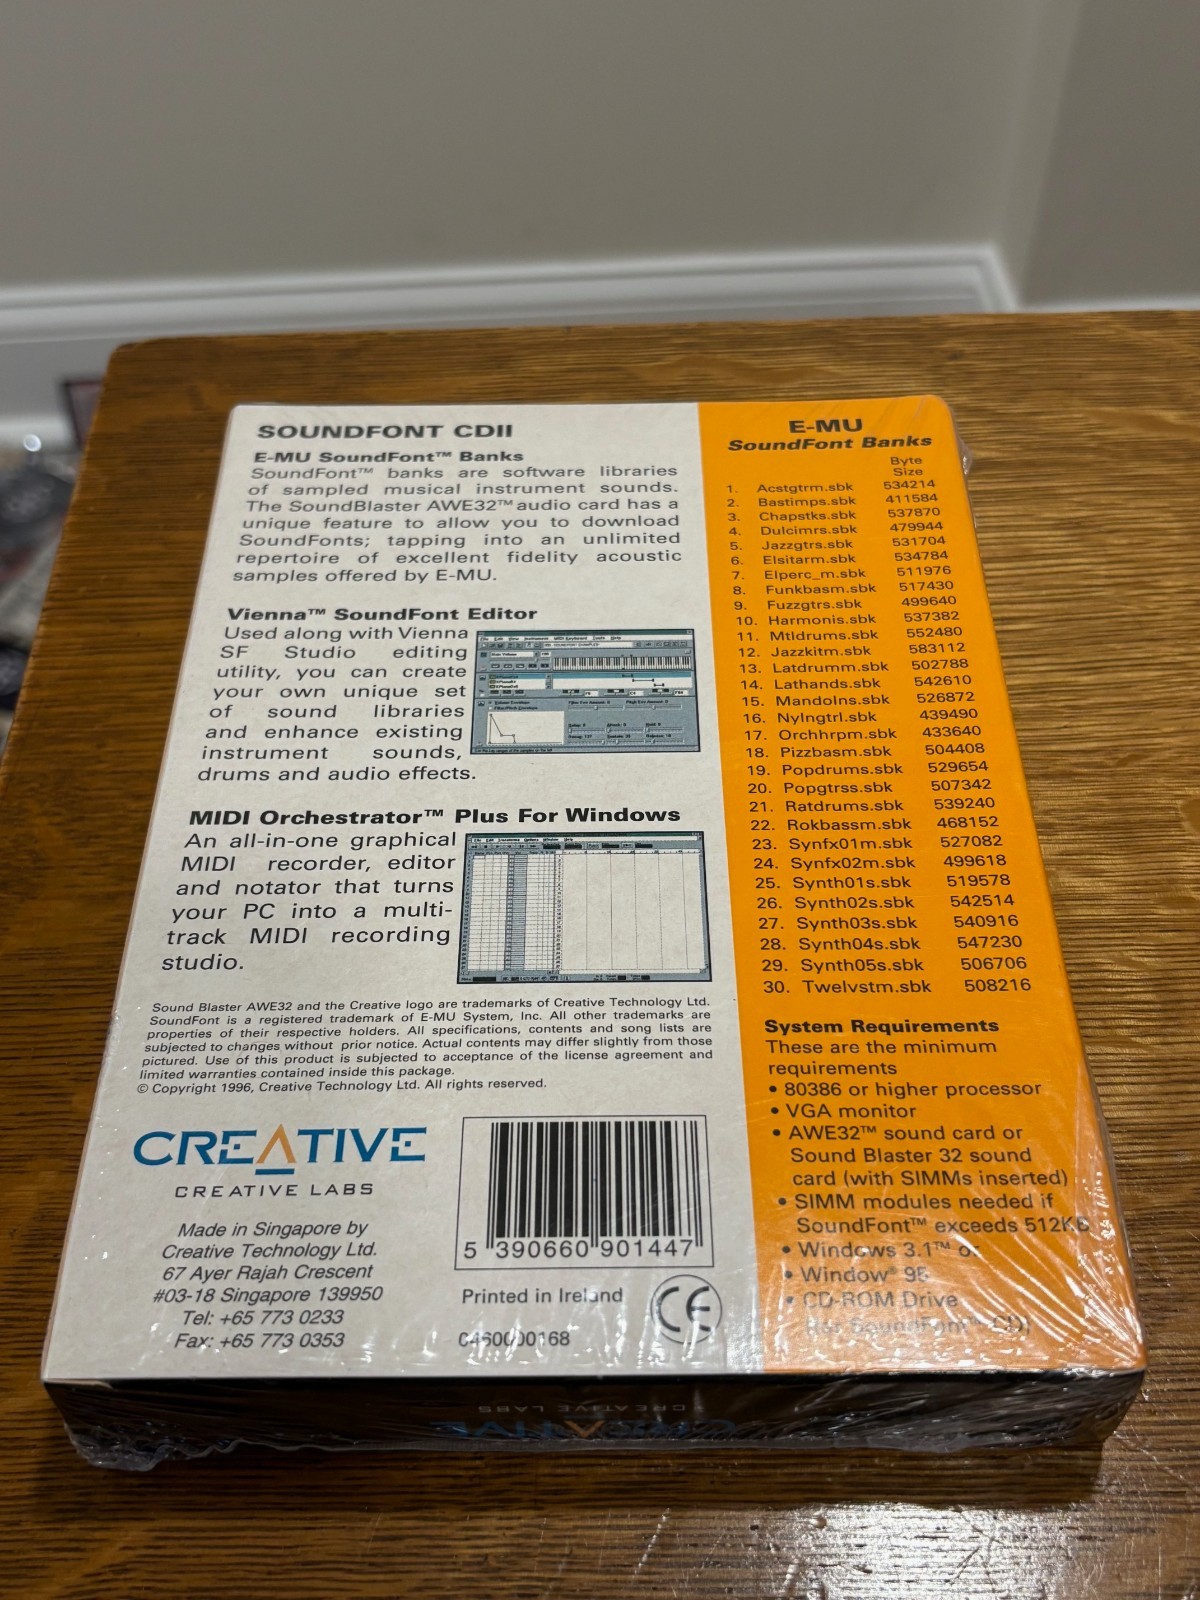 SOUNDFONT CDII
E-MU SoundFont™ Banks
SoundFont™ banks are software libraries
of sampled musical instrument sounds.
The SoundBlaster AWE32™ audio card has a
unique feature to allow you to download
SoundFonts; tapping into an unlimited
repertoire of excellent fidelity acoustic
samples offered by E-MU.
Vienna™ SoundFont Editor
Used along with Vienna
SF Studio editing
utility, you can create
your own unique set
of sound libraries
and enhance existing
instrument sounds,
drums and audio effects.
MIDI Orchestrator™ Plus For Windows
An all-in-one graphical
MIDI recorder, editor
and notator that turns
your PC into a multi-
track MIDI recording
studio.
Sound Blaster AWE32 and the Creative logo are trademarks of Creative Technology Ltd.
SoundFont is a registered trademark of E-MU System, Inc. All other trademarks are
properties of their respective holders. All specifications, contents and song lists are
subjected to changes without prior notice. Actual contents may differ slightly from those
pictured. Use of this product is subjected to acceptance of the license agreement and
limited warranties contained inside this package.
© Copyright 1996, Creative Technology Ltd. All rights reserved.
CREATIVE
CREATIVE LABS
Made in Singapore by
Creative Technology Ltd.
67 Ayer Rajah Crescent
#03-18 Singapore 139950
Tel: +65 773 0233
Fax: +65 773 0353
5 390660 901447
Printed in Ireland
CE
0460000168
E-MU
SoundFont Banks
Byte
Size
1. Acstgtrm.sbk 534214
2. Bastimps.sbk 411584
3. Chapstks.sbk 537870
4. Dulcimrs.sbk 479944
5. Jazzgtrs.sbk 531704
6. Elsitarm.sbk 534784
7. Elperc_m.sbk 511976
8. Funkbasm.sbk 517430
9. Fuzzgtrs.sbk 499640
10. Harmonis.sbk 537382
11. Mtldrums.sbk 552480
12. Jazzkitm.sbk 583112
13. Latdrumm.sbk 502788
14. Lathands.sbk 542610
15. Mandolns.sbk 526872
16. Nylngtrl.sbk 439490
17. Orchhrpm.sbk 433640
18. Pizzbasm.sbk 504408
19. Popdrums.sbk 529654
20. Popgtrss.sbk 507342
21. Ratdrums.sbk 539240
22. Rokbassm.sbk 468152
23. Synfx01m.sbk 527082
24. Synfx02m.sbk 499618
25. Synth01s.sbk 519578
26. Synth02s.sbk 542514
27. Synth03s.sbk 540916
28. Synth04s.sbk 547230
29. Synth05s.sbk 506706
30. Twelvstm.sbk 508216
System Requirements
These are the minimum
requirements
• 80386 or higher processor
• VGA monitor
• AWE32™ sound card or
Sound Blaster 32 sound
card (with SIMMs inserted)
• SIMM modules needed if
SoundFont™ exceeds 512KB
• Windows 3.1™ or
• Window® 95
• CD-ROM Drive
SoundFont™ CD)
CREATIVE
CREATIVE LABS